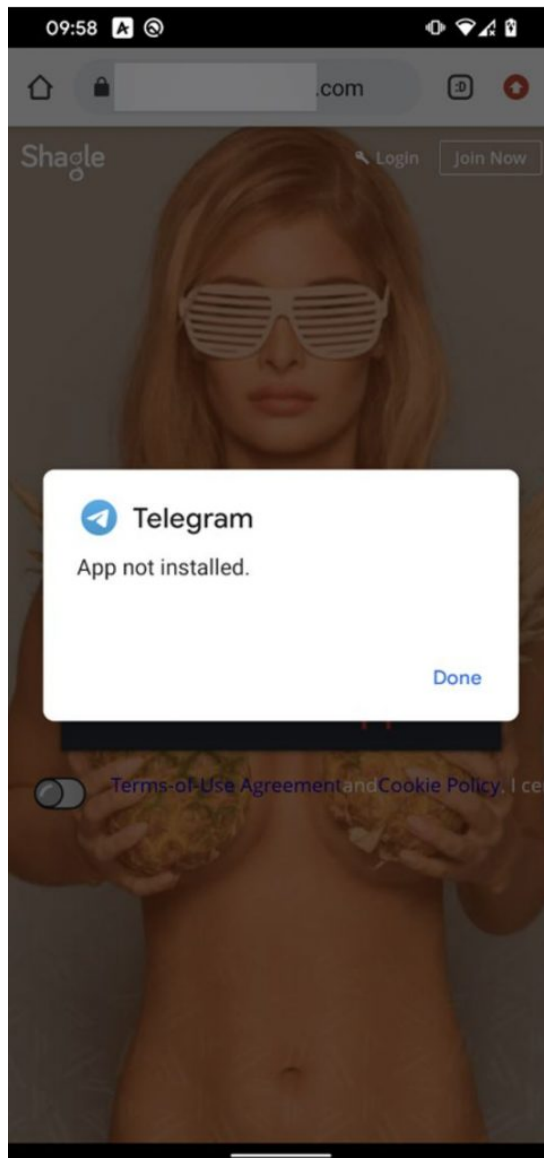 09:58
.com
:D
Shagle
Login
Join Now
Telegram
App not installed.
Done
Terms-of-Use Agreement and Cookie Policy. I ce